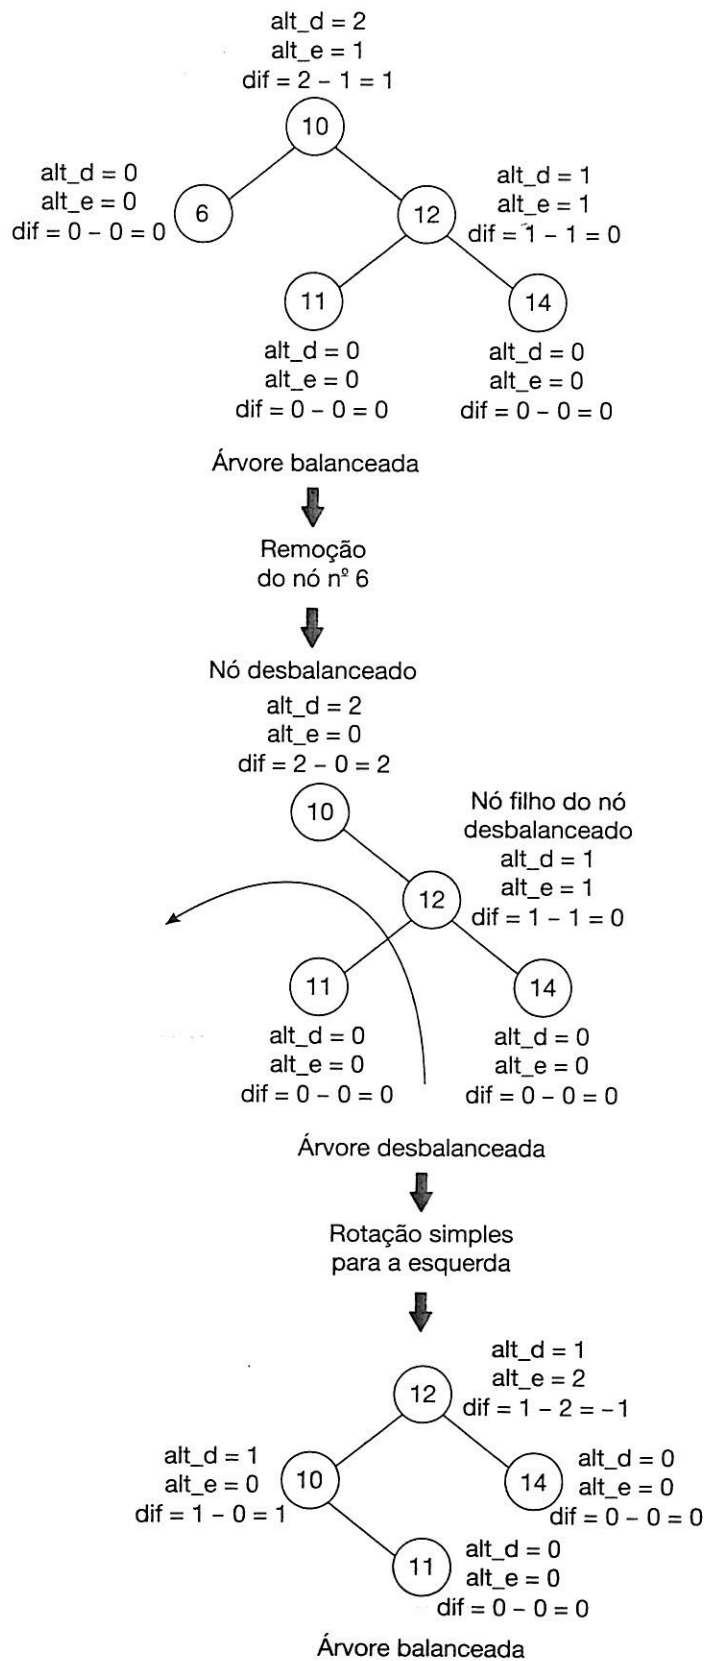 alt_d = 2
alt_e = 1
dif = 2 – 1 = 1
10
alt_d = 0
alt_e = 0
dif = 0 – 0 = 0
6
12
alt_d = 1
alt_e = 1
dif = 1 – 1 = 0
11
14
alt_d = 0
alt_e = 0
dif = 0 – 0 = 0
alt_d = 0
alt_e = 0
dif = 0 – 0 = 0
Árvore balanceada
Remoção
do nó nº 6
Nó desbalanceado
alt_d = 2
alt_e = 0
dif = 2 – 0 = 2
10
Nó filho do nó
desbalanceado
alt_d = 1
alt_e = 1
dif = 1 – 1 = 0
12
11
14
alt_d = 0
alt_e = 0
dif = 0 – 0 = 0
alt_d = 0
alt_e = 0
dif = 0 – 0 = 0
Árvore desbalanceada
Rotação simples
para a esquerda
12
alt_d = 1
alt_e = 2
dif = 1 – 2 = –1
alt_d = 1
alt_e = 0
dif = 1 – 0 = 1
10
14
alt_d = 0
alt_e = 0
dif = 0 – 0 = 0
11
alt_d = 0
alt_e = 0
dif = 0 – 0 = 0
Árvore balanceada